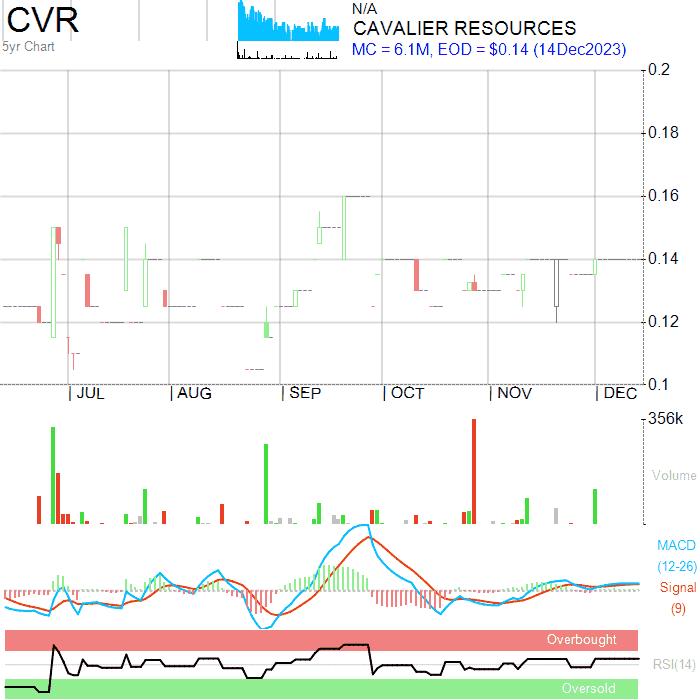 CVR
5yr Chart
N/A
CAVALIER RESOURCES
MC = 6.1M, EOD = $0.14 (14Dec2023)
0.2
0.18
0.16
0.14
0.12
0.1
JUL AUG SEP OCT NOV DEC
356k
Volume
MACD
(12-26)
Signal
(9)
Overbought
RSI(14)
Oversold